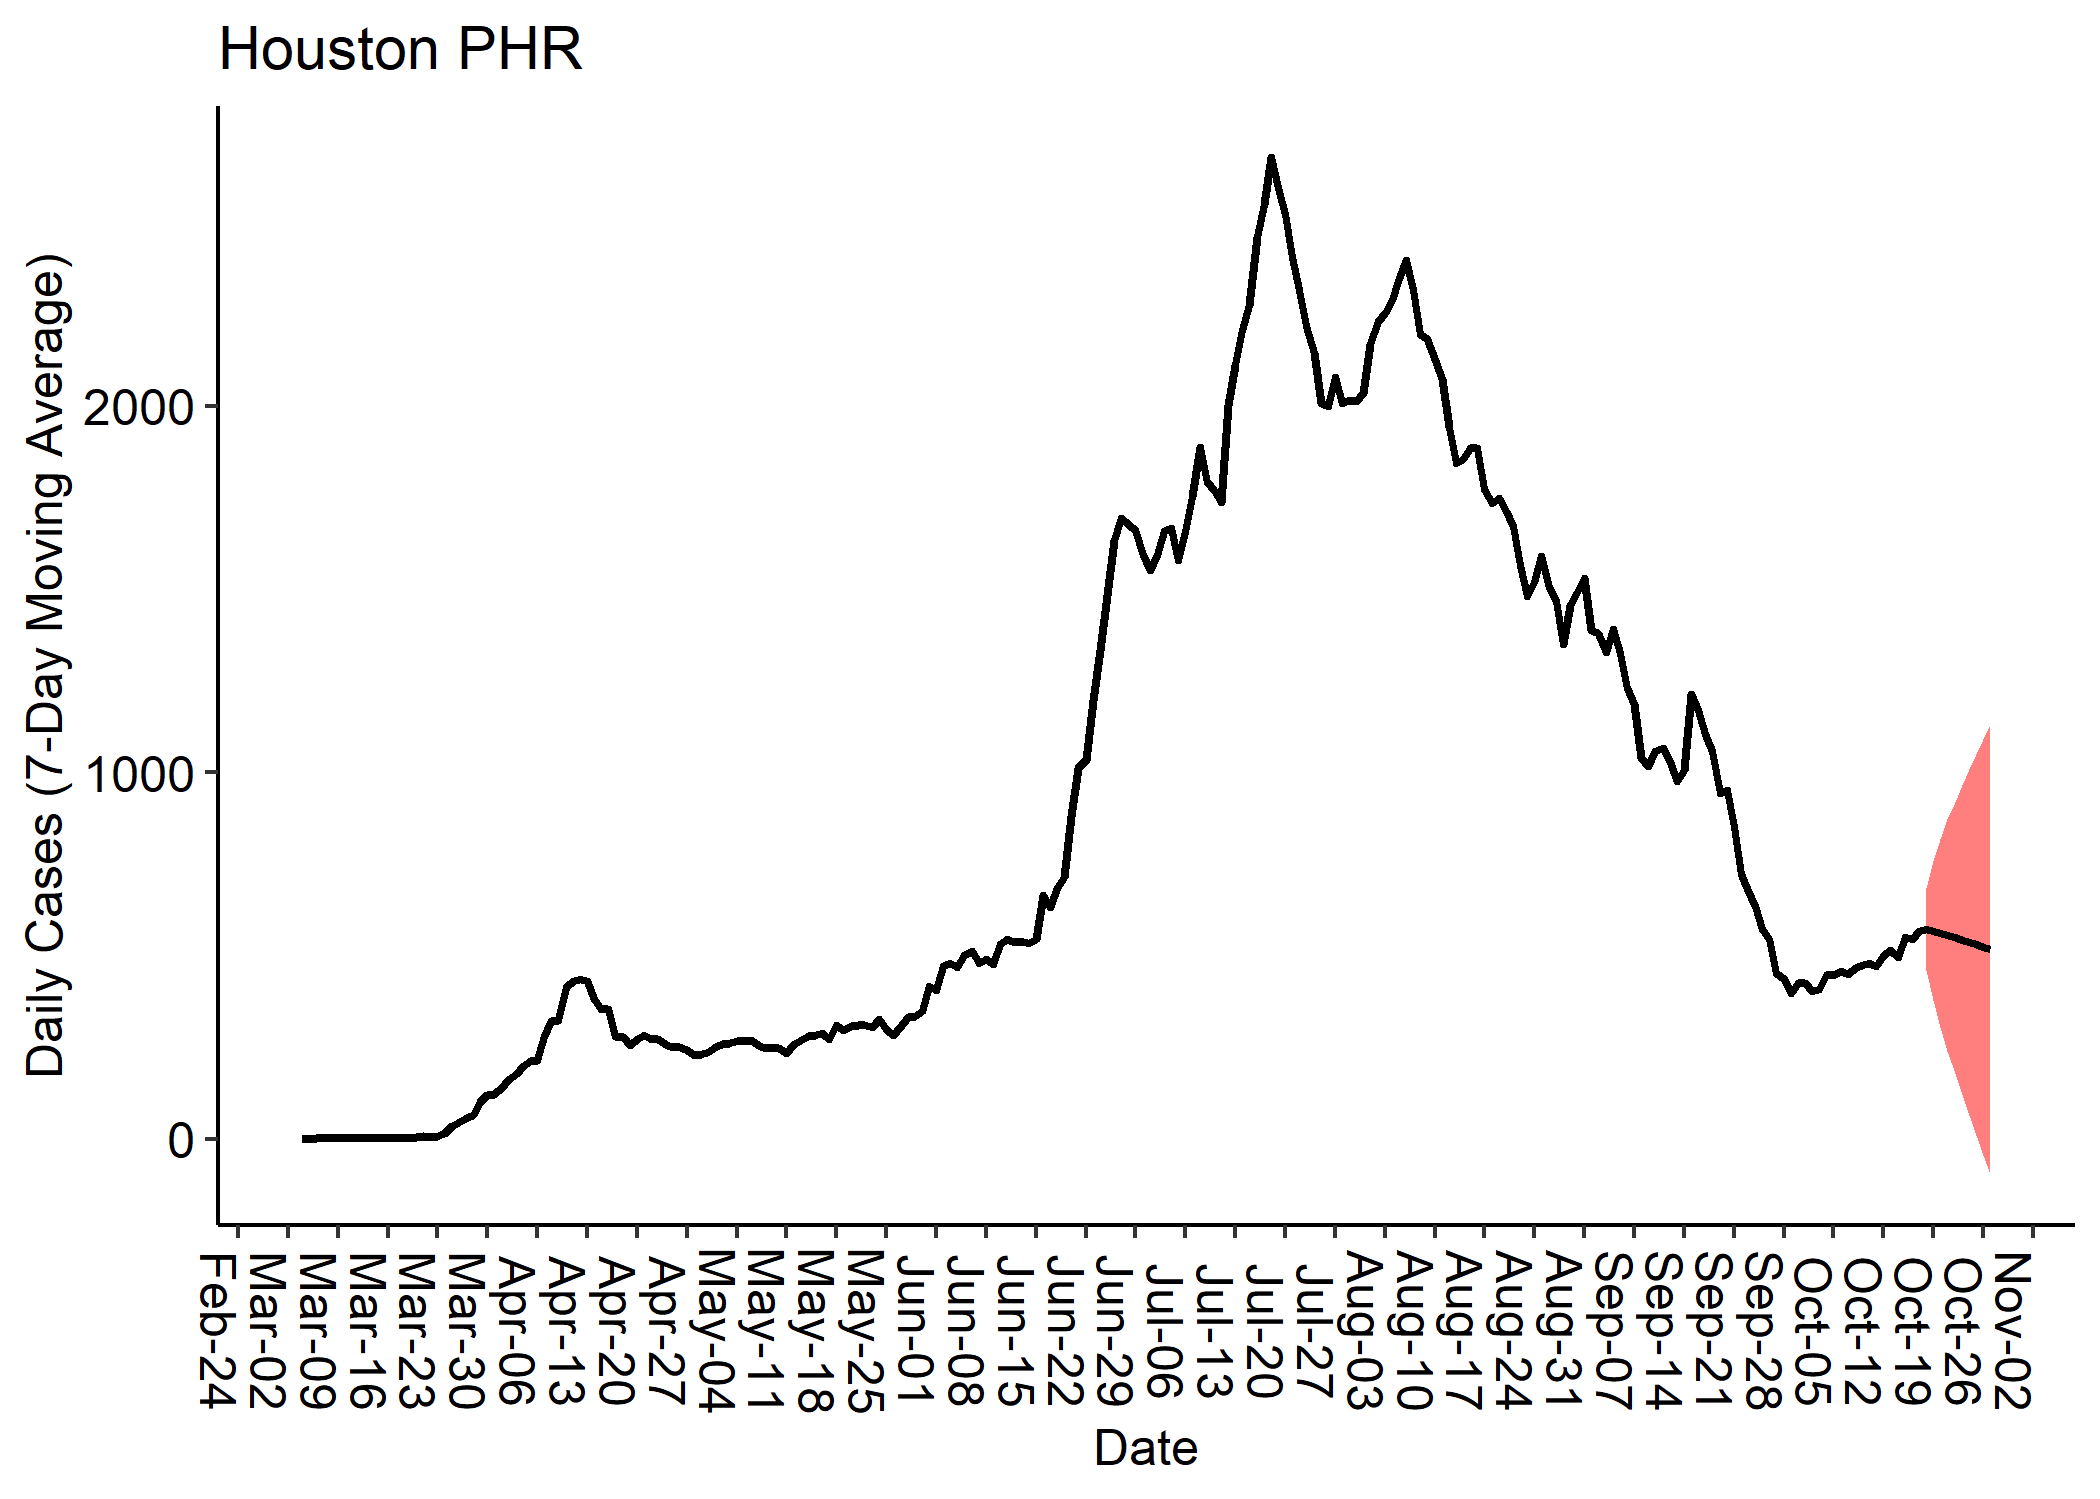 Houston PHR
Daily Cases (7-Day Moving Average)
2000
1000
0
Feb-24
Mar-02
Mar-09
Mar-16
Mar-23
Mar-30
Apr-06
Apr-13
Apr-20
Apr-27
May-04
May-11
May-18
May-25
Jun-01
Jun-08
Jun-15
Jun-22
Jun-29
Jul-06
Jul-13
Jul-20
Jul-27
Aug-03
Aug-10
Aug-17
Aug-24
Aug-31
Sep-07
Sep-14
Sep-21
Sep-28
Oct-05
Oct-12
Oct-19
Oct-26
Nov-02
Date